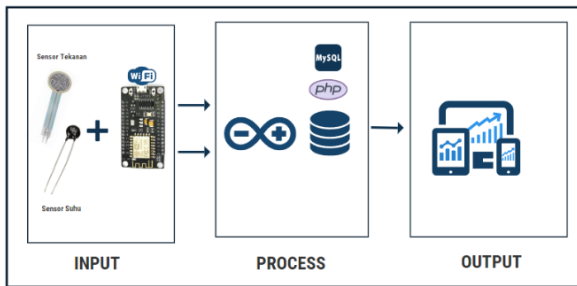 Sensor Tekanan
WiFi
Sensor Suhu
INPUT
MySQL
php
PROCESS
OUTPUT